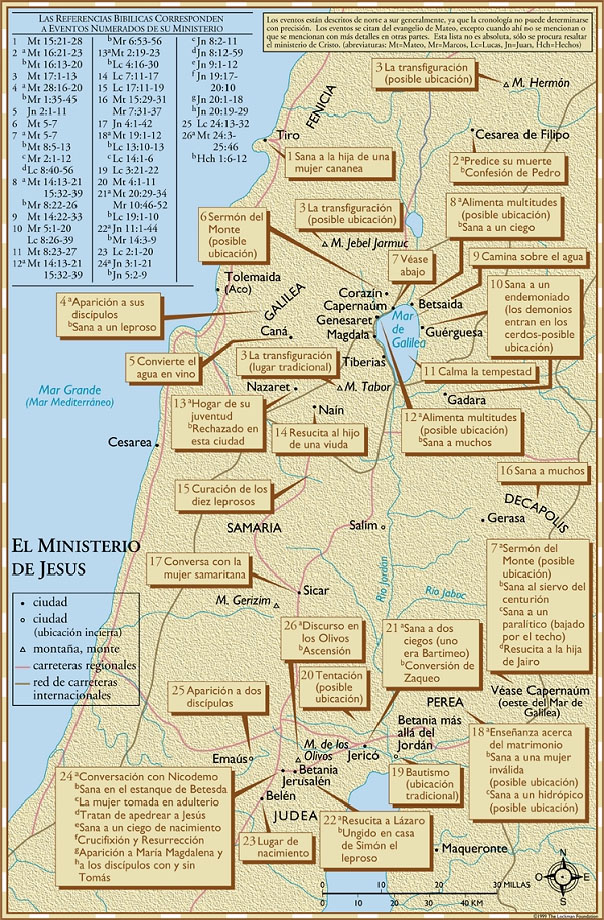 LAS REFERENCIAS BIBILICAS CORRESPONDEN
A EVENTOS NUMERADOS DE SU MINISTERIO
1 Mt 15:21-28
2 ª Mt 16:21-23
b Mt 16:13-20
3 Mt 17:1-13
4 ª Mt 28:16-20
b Mr 1:35-45
5 Jn 2:1-11
6 Mt 5-7
7 ª Mt 5-7
b Mt 8:5-13
c Mr 2:1-12
d Lc 8:40-56
8 ª Mt 14:13-21
15:32-39
b Mr 8:22-26
9 Mt 14:22-33
10 Mr 5:1-20
Lc 8:26-39
11 Mt 8:23-27
12ª Mt 14:13-21
15:32-39
b Mr 6:53-56
13ª Mt 2:19-23
b Lc 4:16-30
14 Lc 7:11-17
15 Lc 17:11-19
16 Mt 15:29-31
Mr 7:31-37
17 Jn 4:1-42
18ª Mt 19:1-12
b Lc 13:10-13
c Lc 14:1-6
19 Lc 3:21-22
20 Mt 4:1-11
21ª Mt 20:29-34
Mr 10:46-52
b Lc 19:1-10
22ª Jn 11:1-44
b Mr 14:3-9
23 Lc 2:1-20
24ª Jn 3:1-21
b Jn 5:2-9
c Jn 8:2-11
d Jn 8:12-59
e Jn 9:1-12
f Jn 19:17-
20:10
g Jn 20:1-18
h Jn 20:19-29
25 Lc 24:13-32
26ª Mt 24:3-
25:46
b Hch 1:6-12
Los eventos están descritos de norte a sur generalmente, ya que la cronología no puede determinarse
con precisión. Los eventos se citan del evangelio de Mateo, excepto cuando ahí no se mencionan o
que se mencionan con más detalles en otras partes. Esta lista no es absoluta, sólo se procura resaltar
el ministerio de Cristo. (abreviaturas: Mt=Mateo, Mr=Marcos, Lc=Lucas, Jn=Juan, Hch=Hechos)
3 La transfiguración
(posible ubicación)
M. Hermón
FENICIA
Tiro
Cesarea de Filipo
1 Sana a la hija de una
mujer cananea
2 ª Predice su muerte
b Confesión de Pedro
8 ª Alimenta multitudes
(posible ubicación)
b Sana a un ciego
3 La transfiguración
(posible ubicación)
M. Jebel Jarmuc
6 Sermón del
Monte
(posible
ubicación)
7 Véase
abajo
9 Camina sobre el agua
Tolemaida
(Aco)
GALILEA
Corazín
Capernaúm
Genesaret
Magdala
Betsaida
Mar
de
Galilea
Guérguesa
10 Sana a un
endemoniado
(los demonios
entran en los
cerdos-posible
ubicación)
4 ª Aparición a sus
discípulos
b Sana a un leproso
Caná
5 Convierte el
agua en vino
3 La transfiguración
(lugar tradicional)
Tiberias
11 Calma la tempestad
Nazaret
M. Tabor
Mar Grande
(Mar Mediterráneo)
Gadara
13 ª Hogar de su
juventud
b Rechazado en
esta ciudad
Naín
14 Resucita al hijo
de una viuda
12 ª Alimenta multitudes
(posible ubicación)
b Sana a muchos
Cesarea
16 Sana a muchos
15 Curación de los
diez leprosos
DECAPOLIS
SAMARIA
Salim
Gerasa
EL MINISTERIO
DE JESUS
ciudad
ciudad
(ubicación incierta)
montaña, monte
carreteras regionales
red de carreteras
internacionales
17 Conversa con la
mujer samaritana
Sicar
M. Gerizim
Río Jordán
Río Jaboc
7 ª Sermón del
Monte (posible
ubicación)
b Sana al siervo del
centurión
c Sana a un
paralítico (bajado
por el techo)
d Resucita a la hija
de Jairo
Véase Capernaúm
(oeste del Mar de
Galilea)
26 ª Discurso en
los Olivos
b Ascensión
21 ª Sana a dos
ciegos (uno
era Bartimeo)
b Conversión de
Zaqueo
20 Tentación
(posible
ubicación)
25 Aparición a dos
discípulos
PEREA
Betania más
allá del
Jordán
18 ª Enseñanza acerca
del matrimonio
b Sana a una mujer
inválida
(posible ubicación)
c Sana a un hidrópico
(posible ubicación)
Emaús
M. de los
Olivos
Jericó
Betania
Jerusalén
19 Bautismo
(ubicación
tradicional)
24 ª Conversación con Nicodemo
b Sana en el estanque de Betesda
c La mujer tomada en adulterio
d Tratan de apedrear a Jesús
e Sana a un ciego de nacimiento
f Crucifixión y Resurrección
g Aparición a María Magdalena y
h a los discípulos con y sin
Tomás
Belén
JUDEA
22 ª Resucita a Lázaro
b Ungido en casa
de Simón el
leproso
23 Lugar de
nacimiento
Maqueronte
0 10 20 30 MILLAS
0 20 40 KM
N
O E
S
©1999 The Lockman Foundation